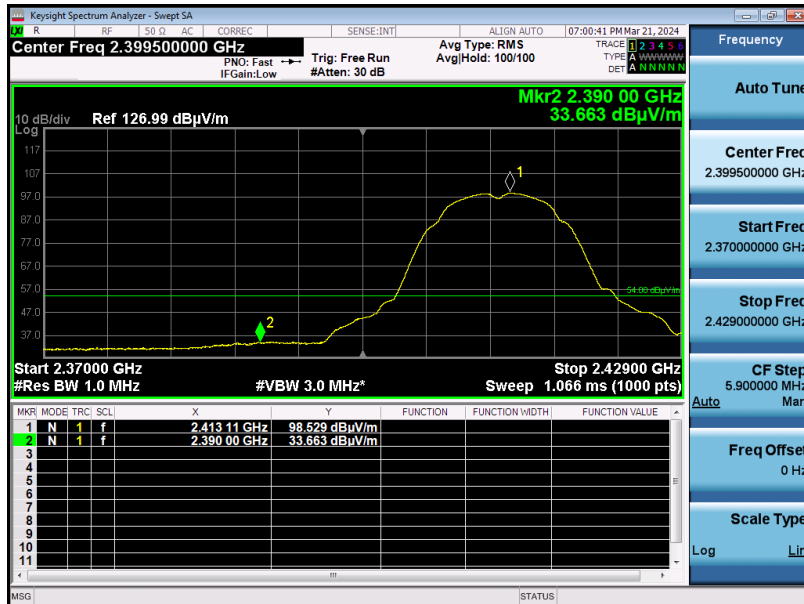 Keysight Spectrum Analyzer - Swept SA
LXI R RF 50 Ω AC CORREC SENSE:INT ALIGN AUTO 07:00:41 PM Mar 21, 2024
Center Freq 2.399500000 GHz
PNO: Fast
IFGain:Low
Trig: Free Run
#Atten: 30 dB
Avg Type: RMS
Avg|Hold: 100/100
TRACE 1 2 3 4 5 6
TYPE A WWWWW
DET A N N N N N
Mkr2 2.390 00 GHz
33.663 dBµV/m
10 dB/div
Log
Ref 126.99 dBµV/m
117
107
97.0
87.0
77.0
67.0
57.0
47.0
37.0
1
2
54.00 dBµV/m
Start 2.37000 GHz Stop 2.42900 GHz
#Res BW 1.0 MHz #VBW 3.0 MHz* Sweep 1.066 ms (1000 pts)
MKR MODE TRC SCL X Y FUNCTION FUNCTION WIDTH FUNCTION VALUE
1 N 1 f 2.413 11 GHz 98.529 dBµV/m
2 N 1 f 2.390 00 GHz 33.663 dBµV/m
3
4
5
6
7
8
9
10
11
MSG STATUS
Frequency
Auto Tune
Center Freq
2.399500000 GHz
Start Freq
2.370000000 GHz
Stop Freq
2.429000000 GHz
CF Step
5.900000 MHz
Auto Man
Freq Offset
0 Hz
Scale Type
Log Lin